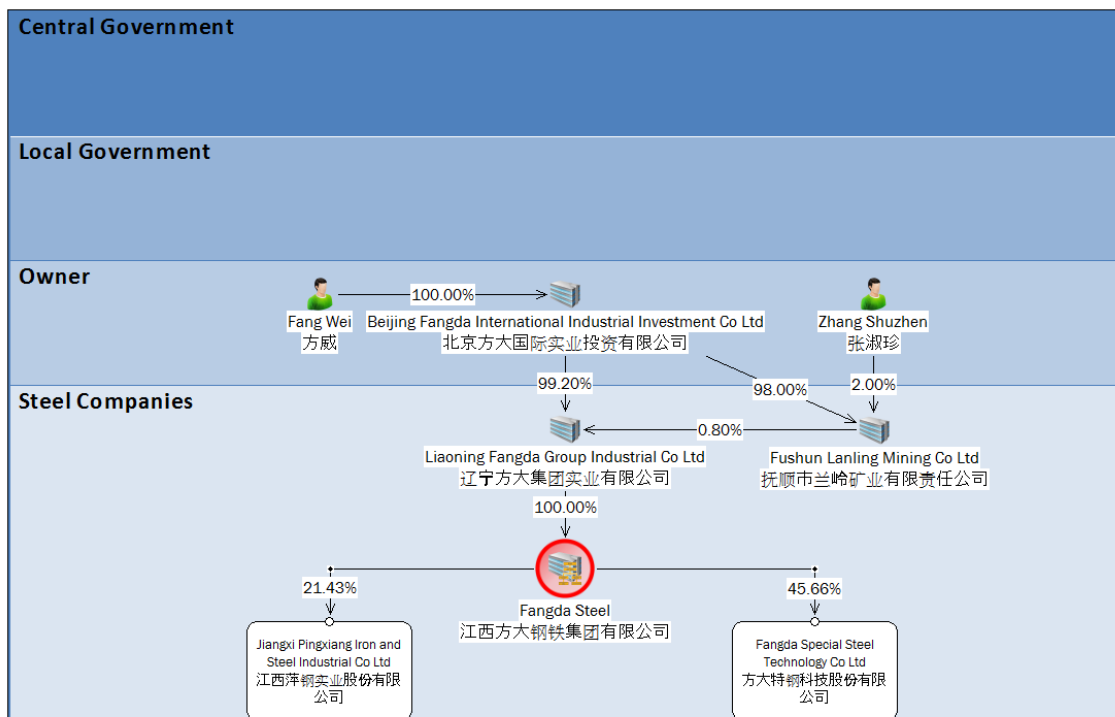 Central Government
Local Government
Owner
100.00%
Fang Wei
方威
Beijing Fangda International Industrial Investment Co Ltd
北京方大国际实业投资有限公司
Zhang Shuzhen
张淑珍
99.20%
98.00%
2.00%
Steel Companies
0.80%
Liaoning Fangda Group Industrial Co Ltd
辽宁方大集团实业有限公司
Fushun Lanling Mining Co Ltd
抚顺市兰岭矿业有限责任公司
100.00%
21.43%
45.66%
Fangda Steel
江西方大钢铁集团有限公司
Jiangxi Pingxiang Iron and
Steel Industrial Co Ltd
江西萍钢实业股份有限
公司
Fangda Special Steel
Technology Co Ltd
方大特钢科技股份有限
公司